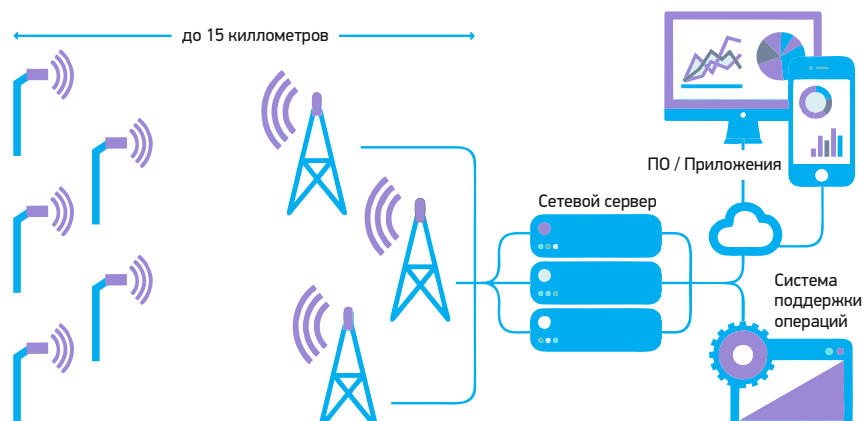 до 15 киллометров
ПО / Приложения
Сетевой сервер
Система
поддержки
операций